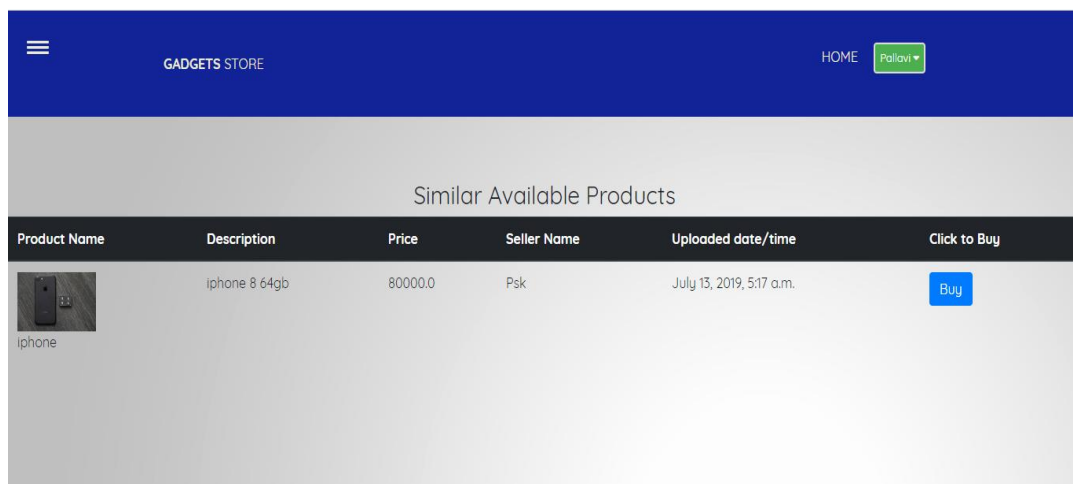 GADGETS STORE
HOME
Pallavi
Similar Available Products
Product Name Description Price Seller Name Uploaded date/time Click to Buy
iphone 8 64gb 80000.0 Psk July 13, 2019, 5:17 a.m. Buy
iphone